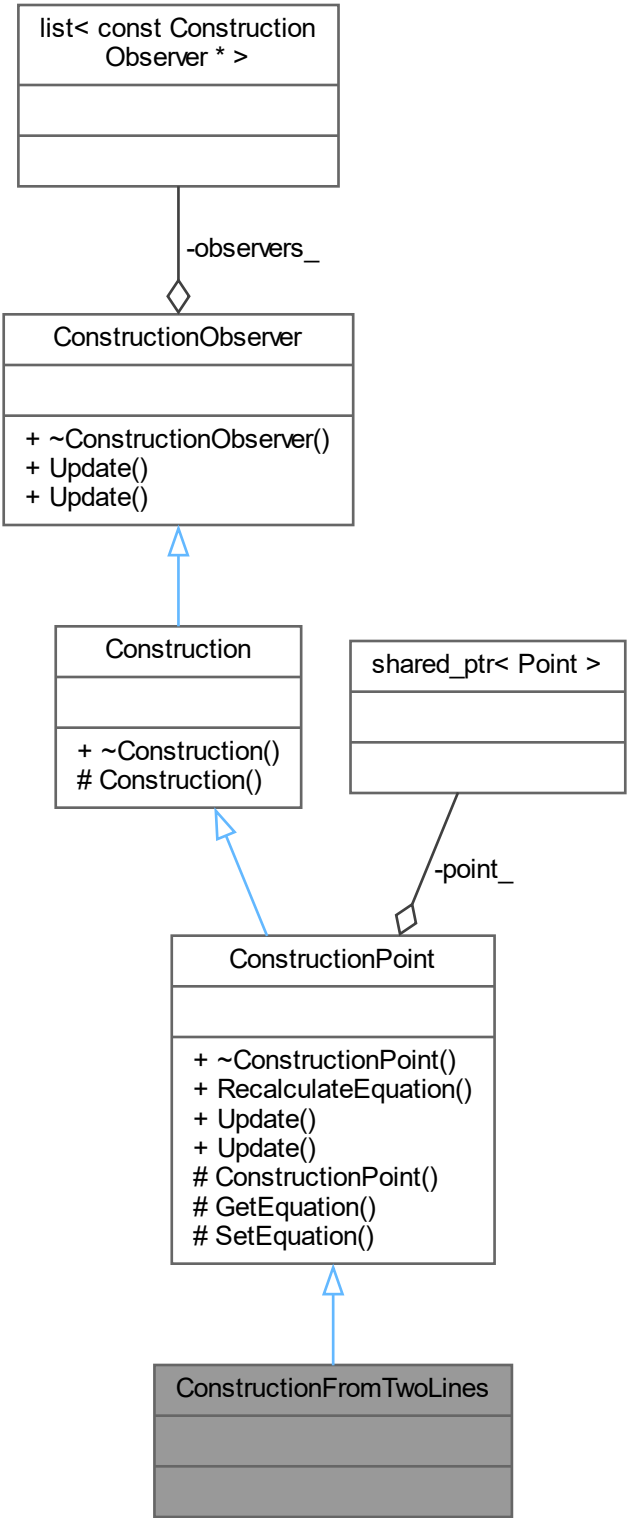 list< const Construction
Observer * >
-observers_
ConstructionObserver
+ ~ConstructionObserver()
+ Update()
+ Update()
Construction
+ ~Construction()
# Construction()
shared_ptr< Point >
-point_
ConstructionPoint
+ ~ConstructionPoint()
+ RecalculateEquation()
+ Update()
+ Update()
# ConstructionPoint()
# GetEquation()
# SetEquation()
ConstructionFromTwoLines